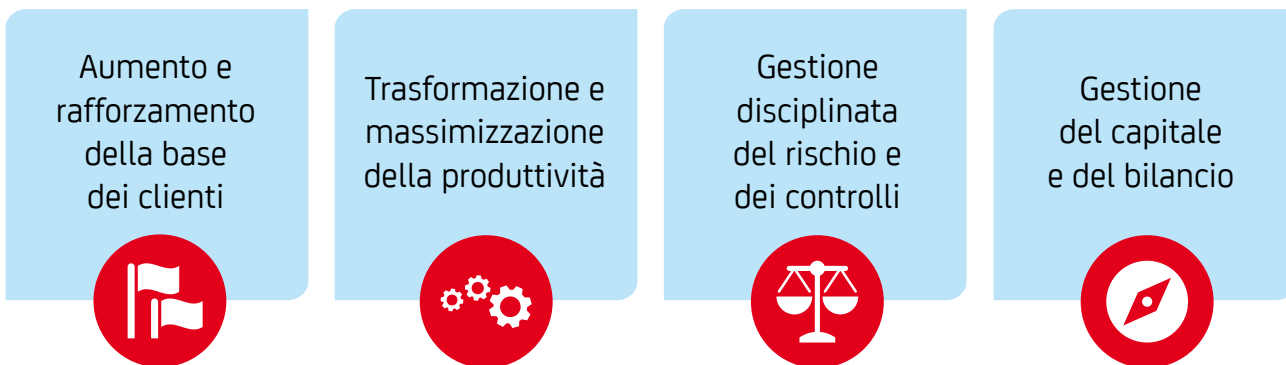 Aumento e
rafforzamento
della base
dei clienti
Trasformazione e
massimizzazione
della produttività
Gestione
disciplinata
del rischio e
dei controlli
Gestione
del capitale
e del bilancio